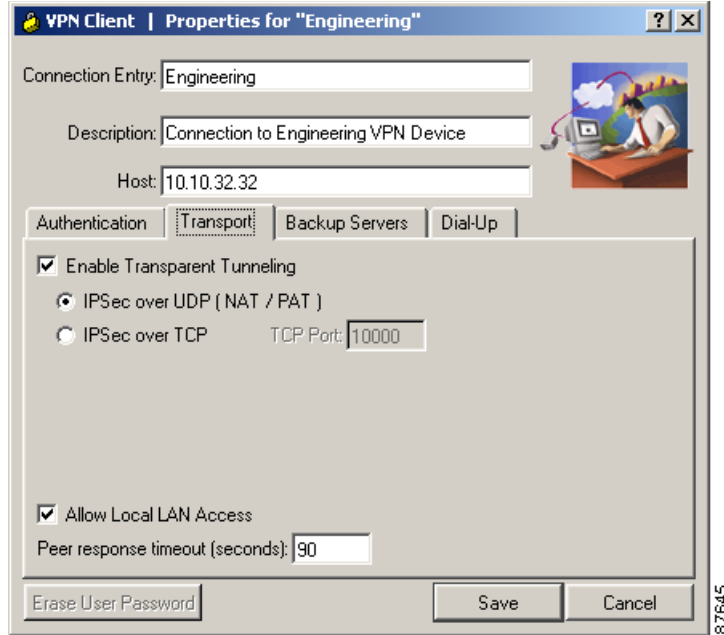 VPN Client | Properties for "Engineering"
Connection Entry: Engineering
Description: Connection to Engineering VPN Device
Host: 10.10.32.32
Authentication Transport Backup Servers Dial-Up
Enable Transparent Tunneling
IPSec over UDP ( NAT / PAT )
IPSec over TCP TCP Port: 10000
Allow Local LAN Access
Peer response timeout (seconds): 90
Erase User Password Save Cancel
87645